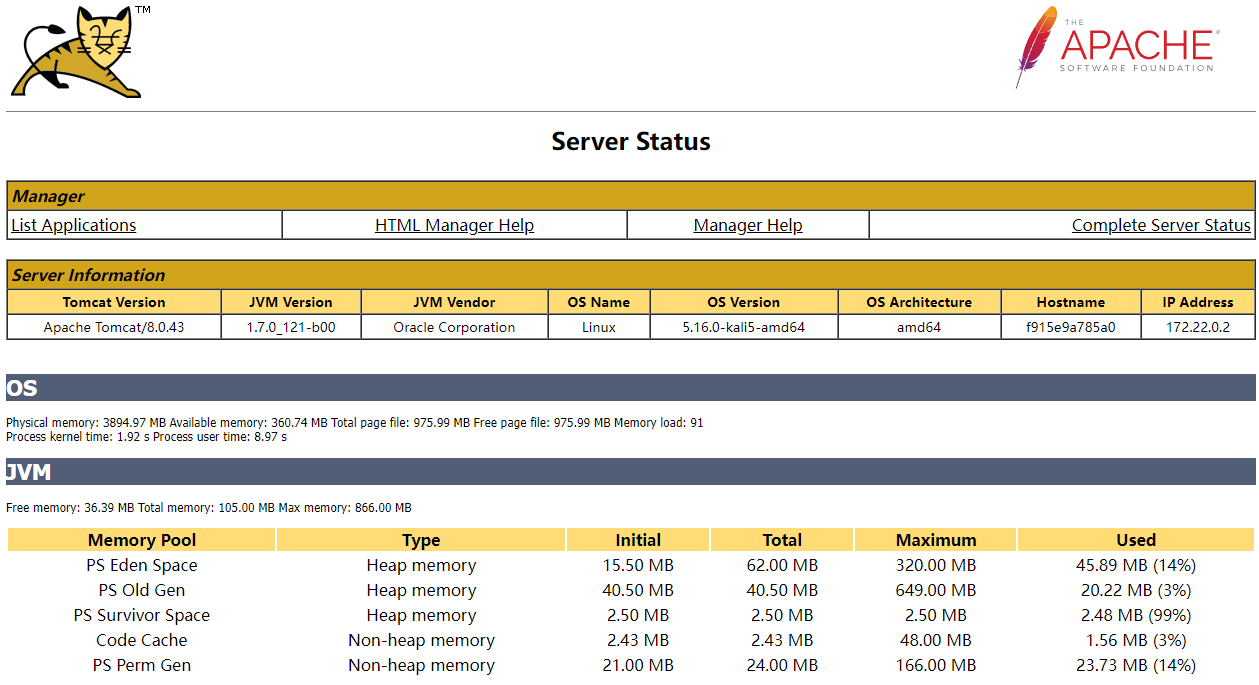 TM
THE
APACHE®
SOFTWARE FOUNDATION
Server Status
Manager
List Applications HTML Manager Help Manager Help Complete Server Status
Server Information
Tomcat Version JVM Version JVM Vendor OS Name OS Version OS Architecture Hostname IP Address
Apache Tomcat/8.0.43 1.7.0_121-b00 Oracle Corporation Linux 5.16.0-kali5-amd64 amd64 f915e9a785a0 172.22.0.2
OS
Physical memory: 3894.97 MB Available memory: 360.74 MB Total page file: 975.99 MB Free page file: 975.99 MB Memory load: 91
Process kernel time: 1.92 s Process user time: 8.97 s
JVM
Free memory: 36.39 MB Total memory: 105.00 MB Max memory: 866.00 MB
Memory Pool Type Initial Total Maximum Used
PS Eden Space Heap memory 15.50 MB 62.00 MB 320.00 MB 45.89 MB (14%)
PS Old Gen Heap memory 40.50 MB 40.50 MB 649.00 MB 20.22 MB (3%)
PS Survivor Space Heap memory 2.50 MB 2.50 MB 2.50 MB 2.48 MB (99%)
Code Cache Non-heap memory 2.43 MB 2.43 MB 48.00 MB 1.56 MB (3%)
PS Perm Gen Non-heap memory 21.00 MB 24.00 MB 166.00 MB 23.73 MB (14%)